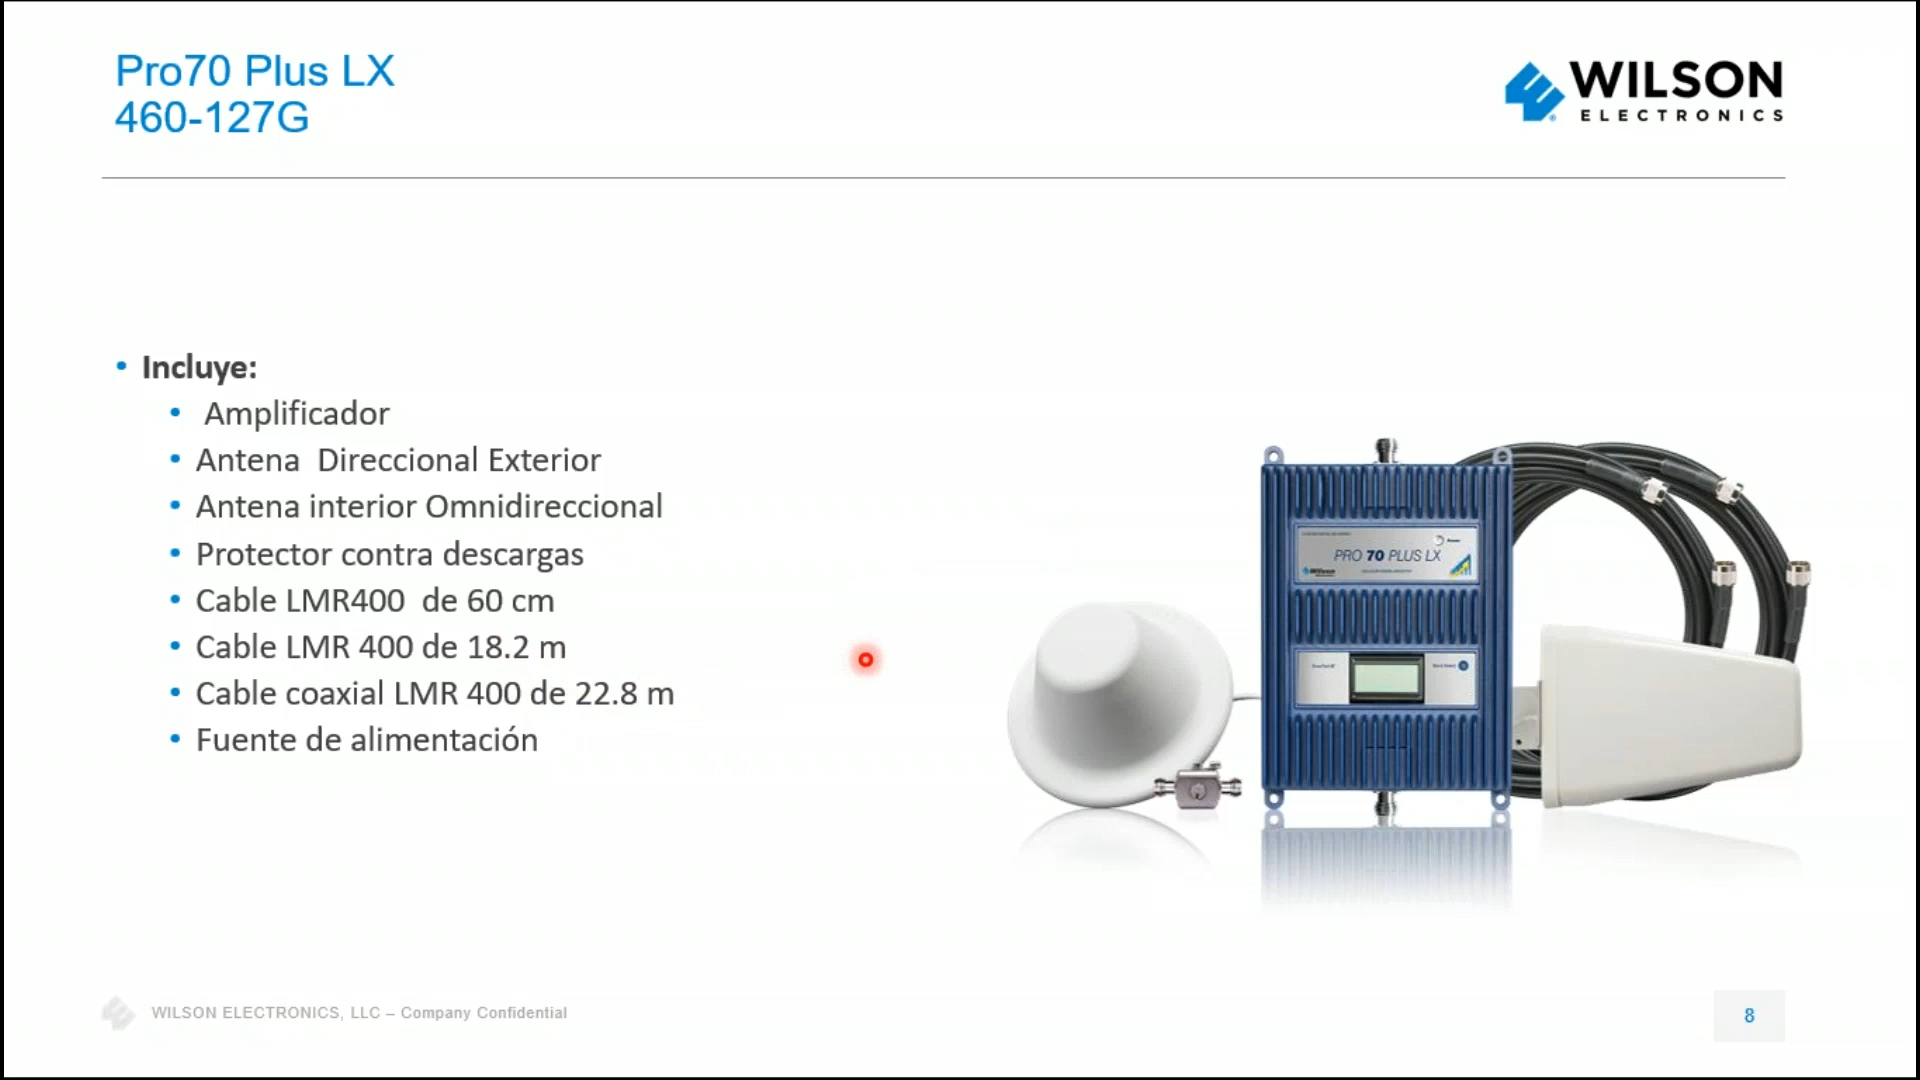 Pro70 Plus LX
460-127G
WILSON
ELECTRONICS
• Incluye:
• Amplificador
• Antena  Direccional Exterior
• Antena interior Omnidireccional
• Protector contra descargas
• Cable LMR400  de 60 cm
• Cable LMR 400 de 18.2 m
• Cable coaxial LMR 400 de 22.8 m
• Fuente de alimentación
PRO 70 PLUS LX
WILSON ELECTRONICS, LLC – Company Confidential
8